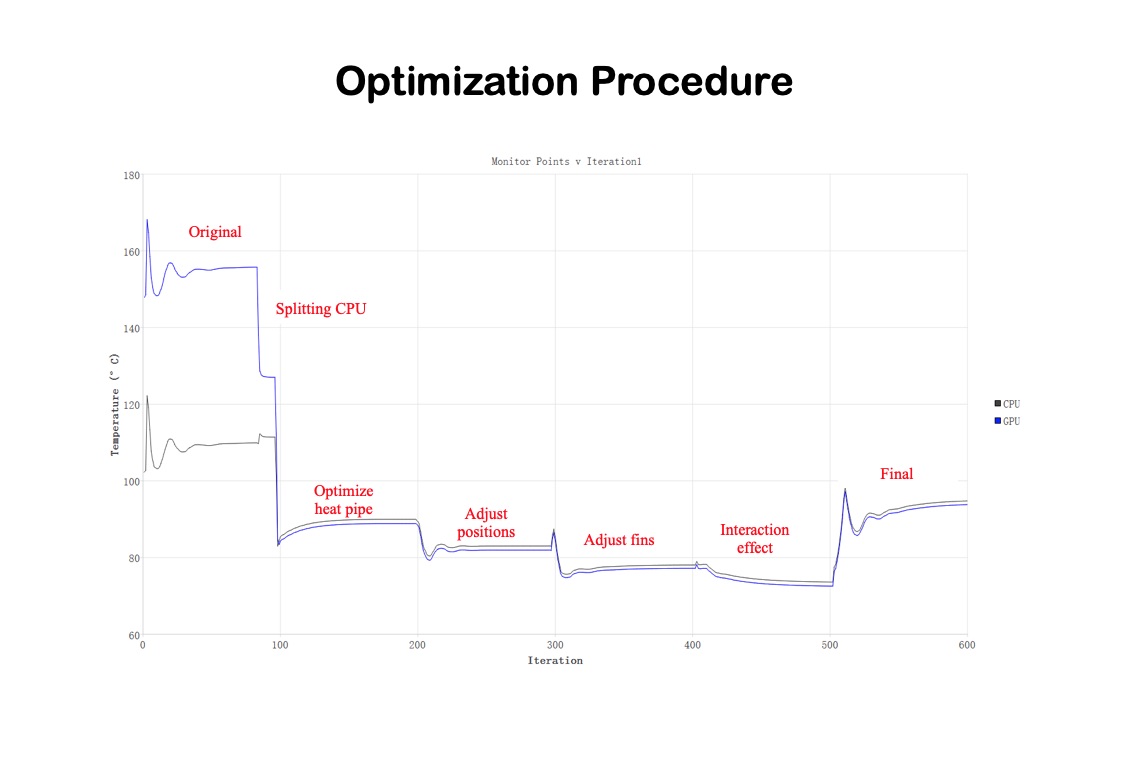 Optimization Procedure
Monitor Points v Iteration1
180
160
140
120
100
80
60
Temperature (° C)
Original
Splitting CPU
Optimize
heat pipe
Adjust
positions
Adjust fins
Interaction
effect
Final
CPU
GPU
0 100 200 300 400 500 600
Iteration